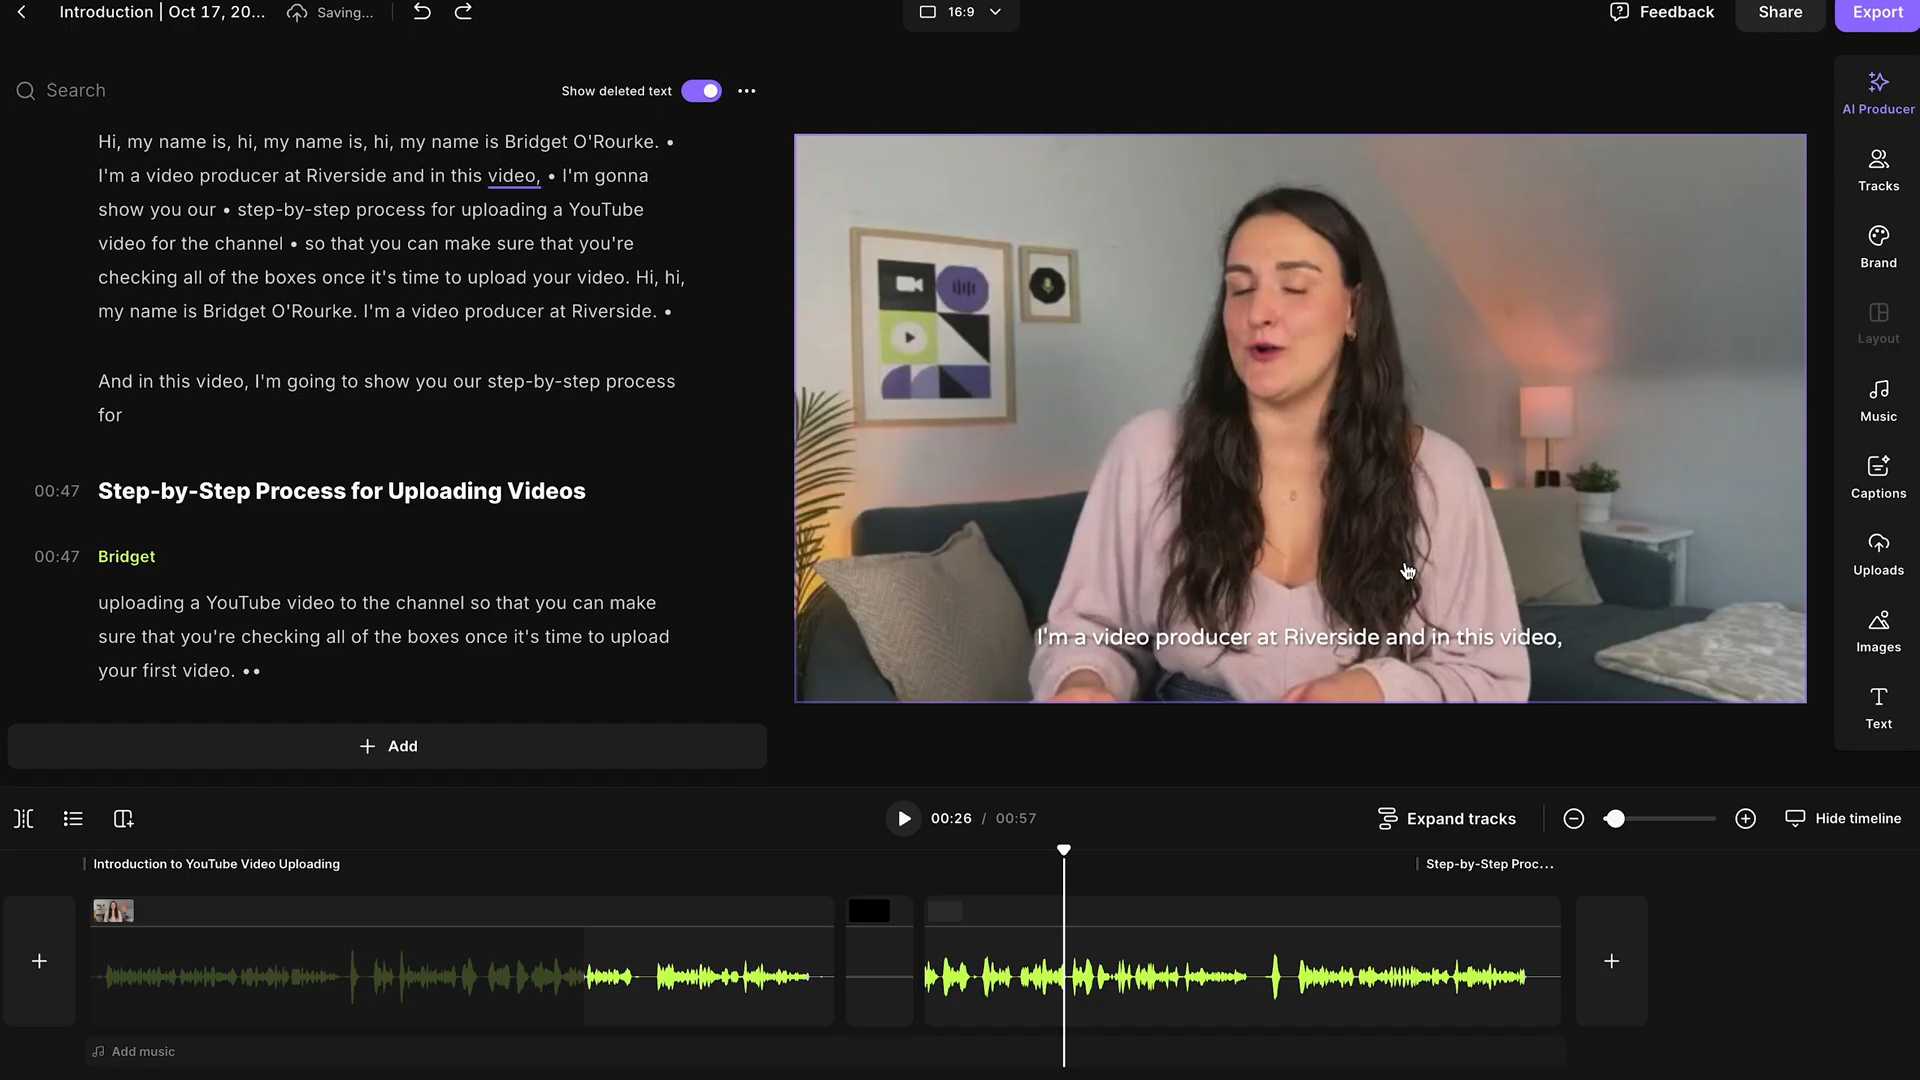 Introduction | Oct 17, 20...
Saving...
16:9
Feedback
Share
Export
Search
Show deleted text
Hi, my name is, hi, my name is, hi, my name is Bridget O'Rourke. •
I'm a video producer at Riverside and in this video, • I'm gonna
show you our • step-by-step process for uploading a YouTube
video for the channel • so that you can make sure that you're
checking all of the boxes once it's time to upload your video. Hi, hi,
my name is Bridget O'Rourke. I'm a video producer at Riverside. •
And in this video, I'm going to show you our step-by-step process
for
00:47 Step-by-Step Process for Uploading Videos
00:47 Bridget
uploading a YouTube video to the channel so that you can make
sure that you're checking all of the boxes once it's time to upload
your first video. ••
+ Add
I'm a video producer at Riverside and in this video,
AI Producer
Tracks
Brand
Layout
Music
Captions
Uploads
Images
Text
00:26 / 00:57
Expand tracks
Hide timeline
Introduction to YouTube Video Uploading
Step-by-Step Proc...
Add music